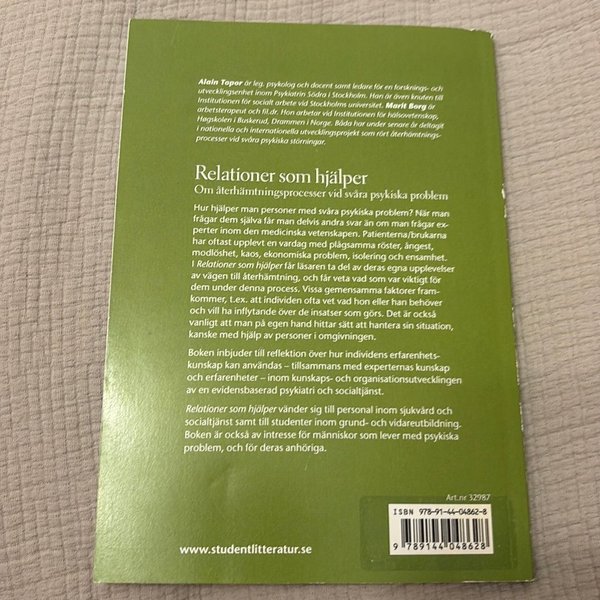 Alain Topor är leg. psykolog och docent samt ledare för en forsknings- och
utvecklingsenhet inom Psykiatrin Södra i Stockholm. Han är även knuten till
Institutionen för socialt arbete vid Stockholms universitet. Marit Borg är
arbetsterapeut och fil.dr. Hon arbetar vid Institutionen för hälsovetenskap,
Høgskolen i Buskerud, Drammen i Norge. Båda har under senare år deltagit
i nationella och internationella utvecklingsprojekt som rört återhämtnings-
processer vid svåra psykiska störningar.
Relationer som hjälper
Om återhämtningsprocesser vid svåra psykiska problem
Hur hjälper man personer med svåra psykiska problem? När man
frågar dem själva får man delvis andra svar än om man frågar ex-
perter inom den medicinska vetenskapen. Patienterna/brukarna
har oftast upplevt en vardag med plågsamma röster, ångest,
modlöshet, kaos, ekonomiska problem, isolering och ensamhet.
I Relationer som hjälper får läsaren ta del av deras egna upplevelser
av vägen till återhämtning, och får veta vad som var viktigt för
dem under denna process. Vissa gemensamma faktorer fram-
kommer, t.ex. att individen ofta vet vad hon eller han behöver
och vill ha inflytande över de insatser som görs. Det är också
vanligt att man på egen hand hittar sätt att hantera sin situation,
kanske med hjälp av personer i omgivningen.
Boken inbjuder till reflektion över hur individens erfarenhets-
kunskap kan användas – tillsammans med experternas kunskap
och erfarenheter – inom kunskaps- och organisationsutvecklingen
av en evidensbaserad psykiatri och socialtjänst.
Relationer som hjälper vänder sig till personal inom sjukvård och
socialtjänst samt till studenter inom grund- och vidareutbildning.
Boken är också av intresse för människor som lever med psykiska
problem, och för deras anhöriga.
Art.nr 32987
ISBN 978-91-44-04862-8
9 789144 048628
www.studentlitteratur.se